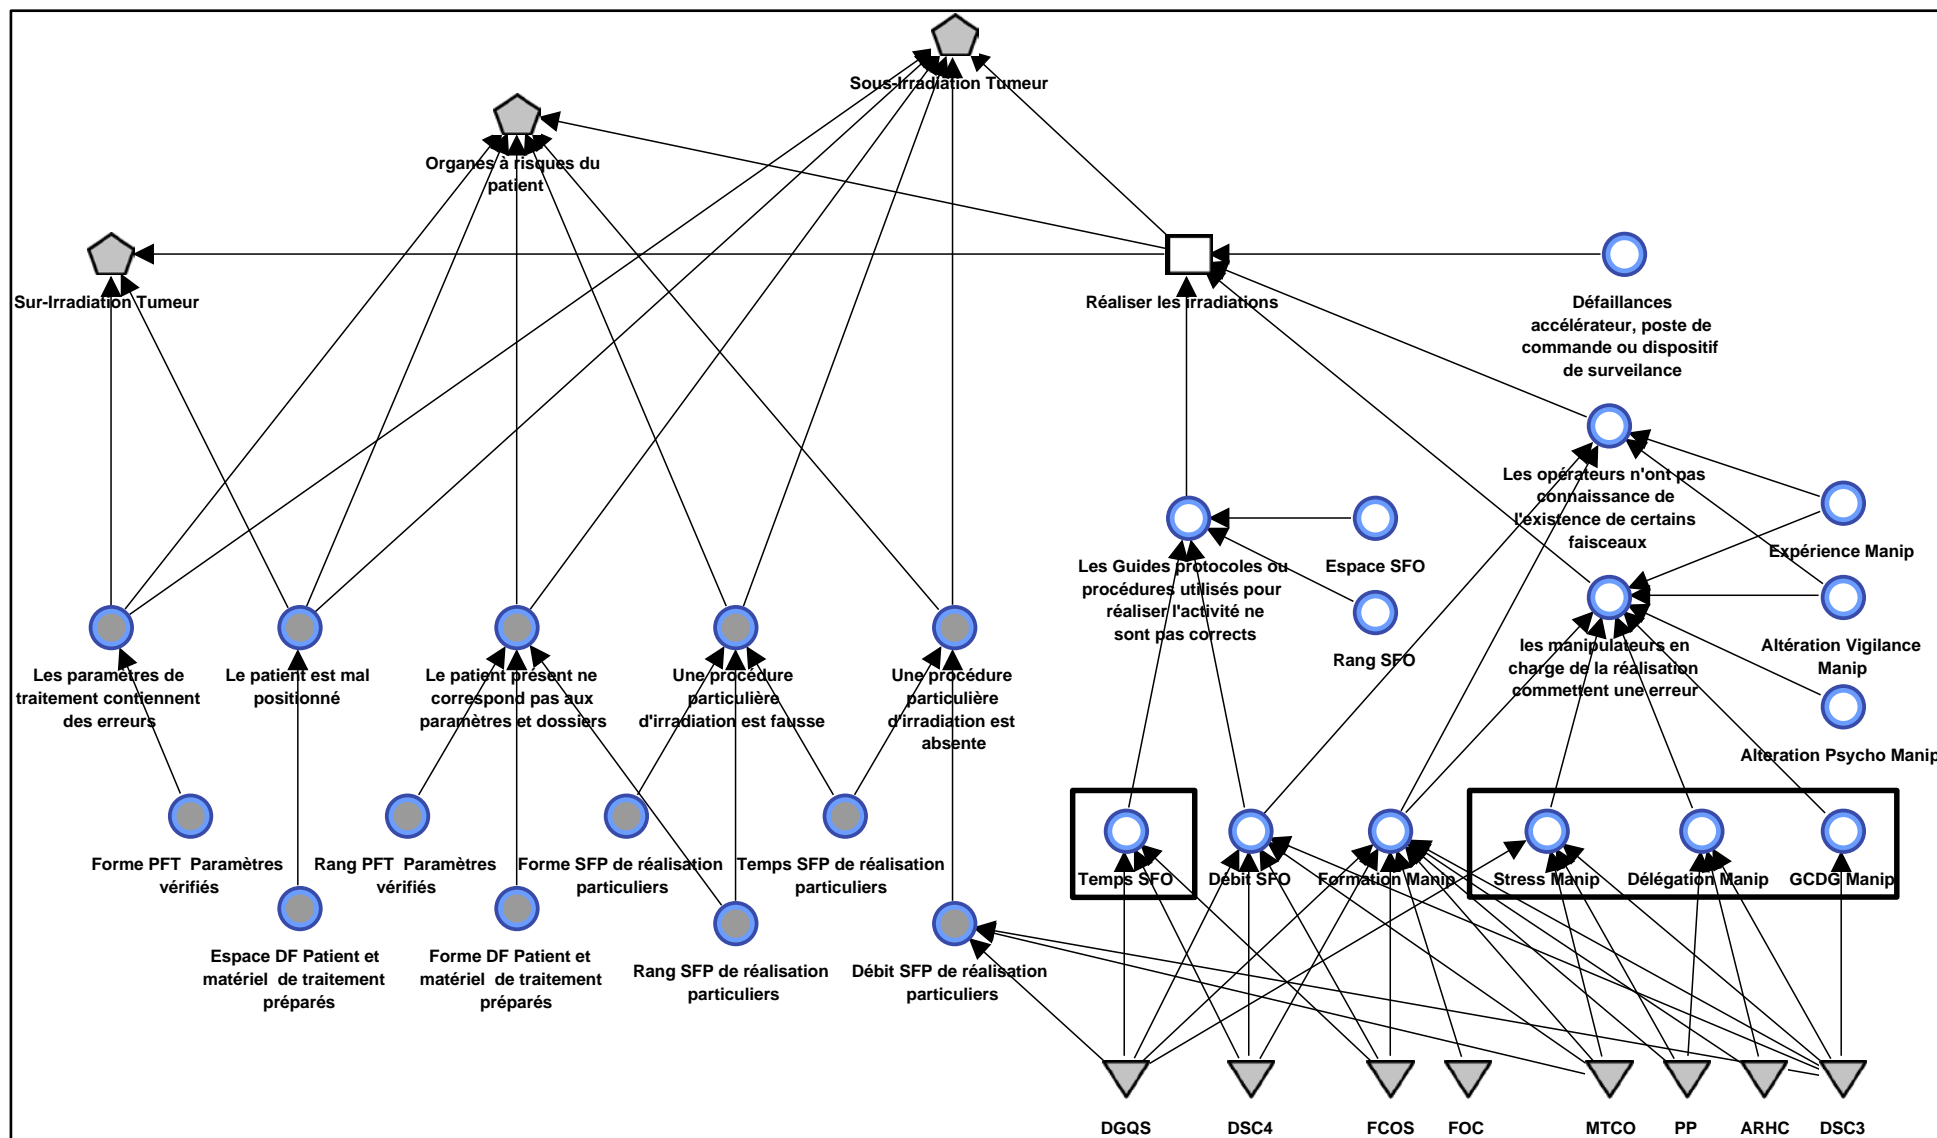 Sous-Irradiation Tumeur
Organes à risques du
patient
Sur-Irradiation Tumeur
Réaliser les irradiations
Défaillances
accélérateur, poste de
commande ou dispositif
de surveilance
Les opérateurs n'ont pas
connaissance de
l'existence de certains
faisceaux
Expérience Manip
Les Guides protocoles ou
procédures utilisés pour
réaliser l'activité ne
sont pas corrects
Espace SFO
Rang SFO
les manipulateurs en
charge de la réalisation
commettent une erreur
Altération Vigilance
Manip
Alteration Psycho Manip
Les paramètres de
traitement contiennent
des erreurs
Le patient est mal
positionné
Le patient présent ne
correspond pas aux
paramètres et dossiers
Une procédure
particulière
d'irradiation est fausse
Une procédure
particulière
d'irradiation est
absente
Forme PFT  Paramètres
vérifiés
Rang PFT  Paramètres
vérifiés
Forme SFP de réalisation
particuliers
Temps SFP de réalisation
particuliers
Temps SFO
Débit SFO
Formation Manip
Stress Manip
Délégation Manip
GCDG Manip
Espace DF Patient et
matériel  de traitement
préparés
Forme DF Patient et
matériel  de traitement
préparés
Rang SFP de réalisation
particuliers
Débit SFP de réalisation
particuliers
DGQS
DSC4
FCOS
FOC
MTCO
PP
ARHC
DSC3